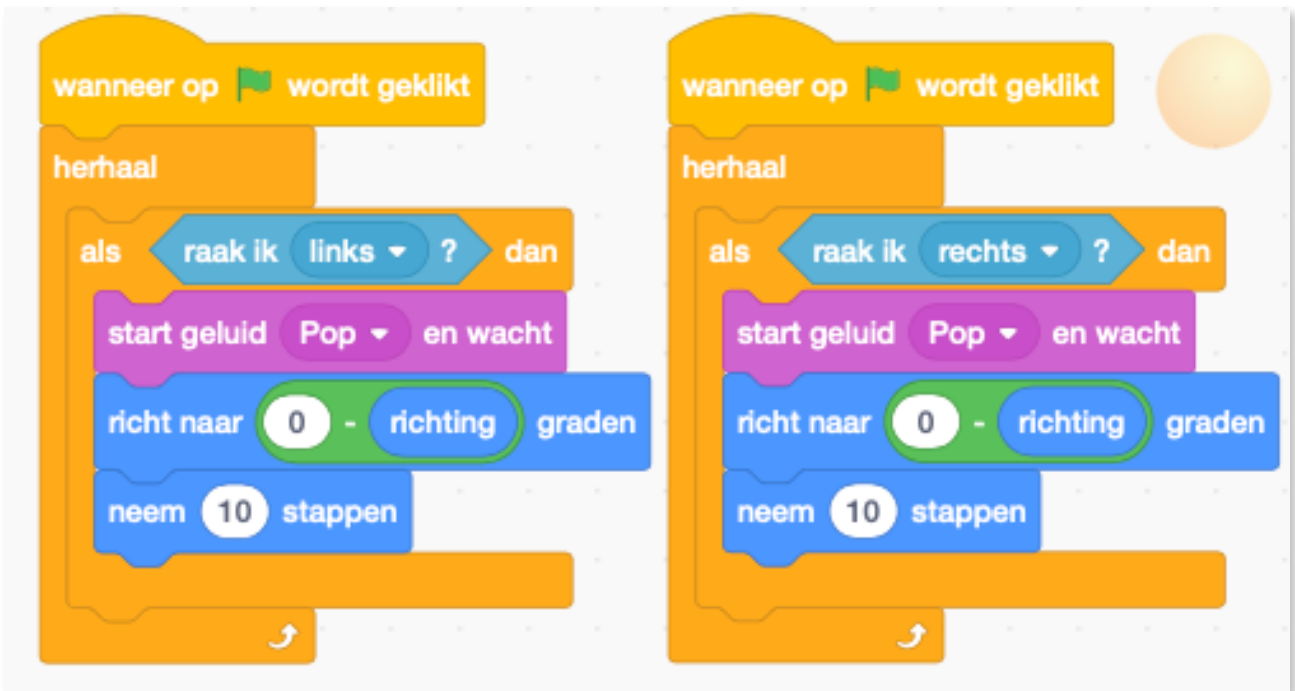 wanneer op wordt geklikt
herhaal
als raak ik links ? dan
start geluid Pop en wacht
richt naar 0 - richting graden
neem 10 stappen
wanneer op wordt geklikt
herhaal
als raak ik rechts ? dan
start geluid Pop en wacht
richt naar 0 - richting graden
neem 10 stappen